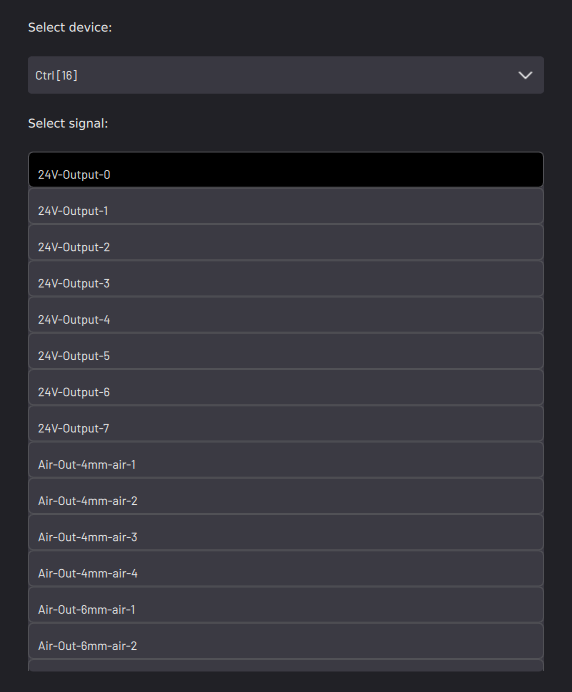 Select device:
Ctrl [16]
Select signal:
24V-Output-0
24V-Output-1
24V-Output-2
24V-Output-3
24V-Output-4
24V-Output-5
24V-Output-6
24V-Output-7
Air-Out-4mm-air-1
Air-Out-4mm-air-2
Air-Out-4mm-air-3
Air-Out-4mm-air-4
Air-Out-6mm-air-1
Air-Out-6mm-air-2